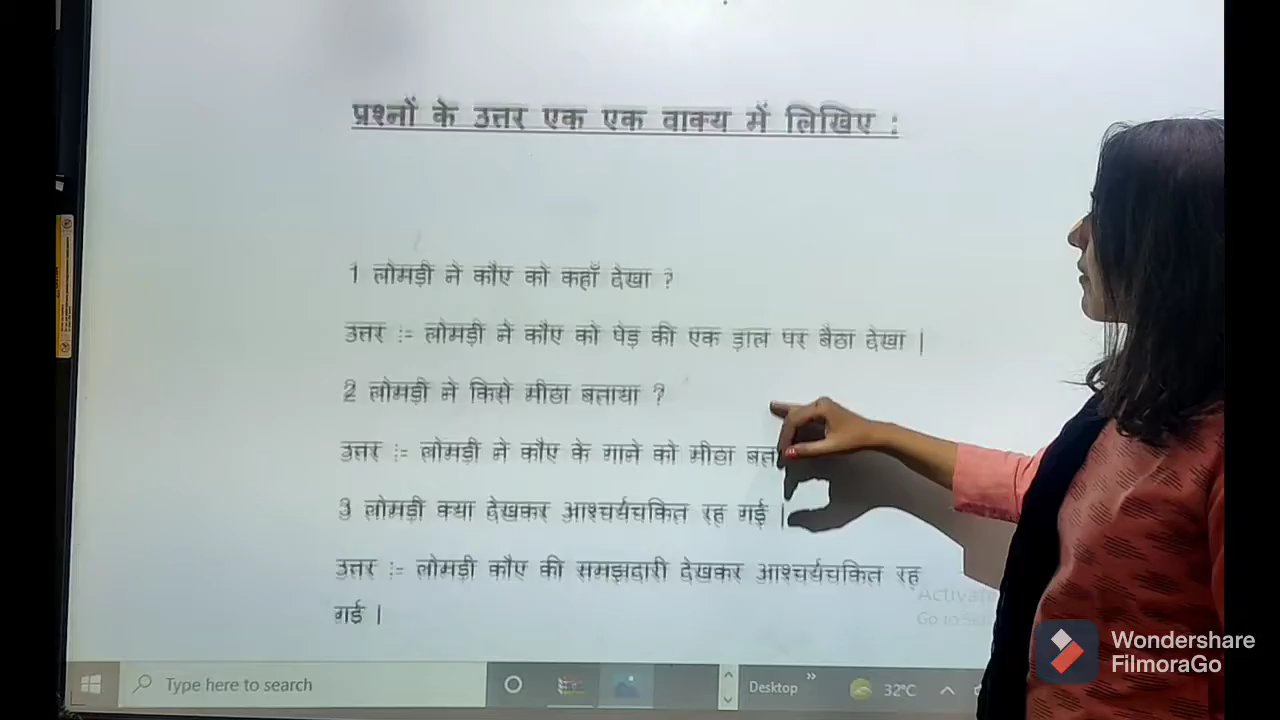 प्रश्नों के उत्तर एक एक वाक्य में लिखिए :
1 लोमड़ी ने कौए को कहाँ देखा ?
उत्तर :- लोमड़ी ने कौए को पेड़ की एक ड़ाल पर बैठा देखा |
2 लोमड़ी ने किसे मीठा बताया ?
उत्तर :- लोमड़ी ने कौए के गाने को मीठा
3 लोमड़ी क्या देखकर आश्चर्यचकित रह गई |
उत्तर :- लोमड़ी कौए की समझदारी देखकर आश्चर्यचकित रह
गई |
Go to
Type here to search
Desktop
32°C
Wondershare
FilmoraGo